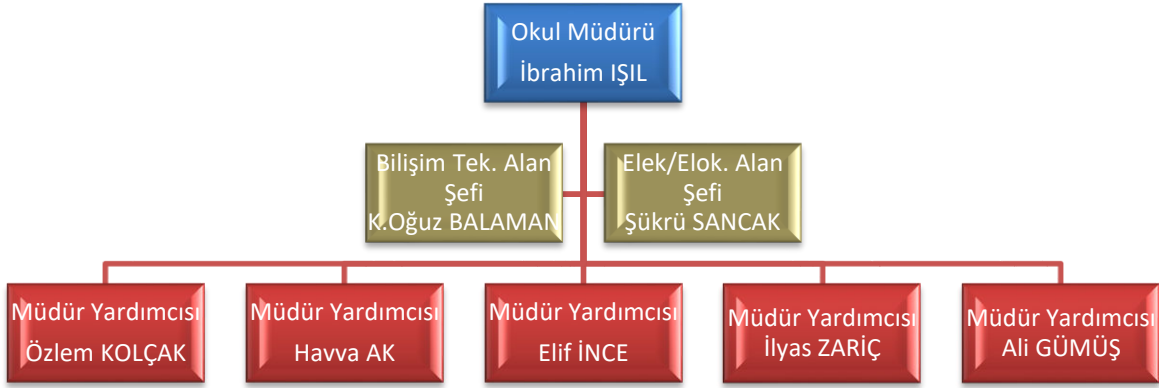 Okul Müdürü
İbrahim IŞIL
Bilişim Tek. Alan
Şefi
K.Oğuz BALAMAN
Elek/Elok. Alan
Şefi
Şükrü SANCAK
Müdür Yardımcısı
Özlem KOLÇAK
Müdür Yardımcısı
Havva AK
Müdür Yardımcısı
Elif İNCE
Müdür Yardımcısı
İlyas ZARİÇ
Müdür Yardımcısı
Ali GÜMÜŞ